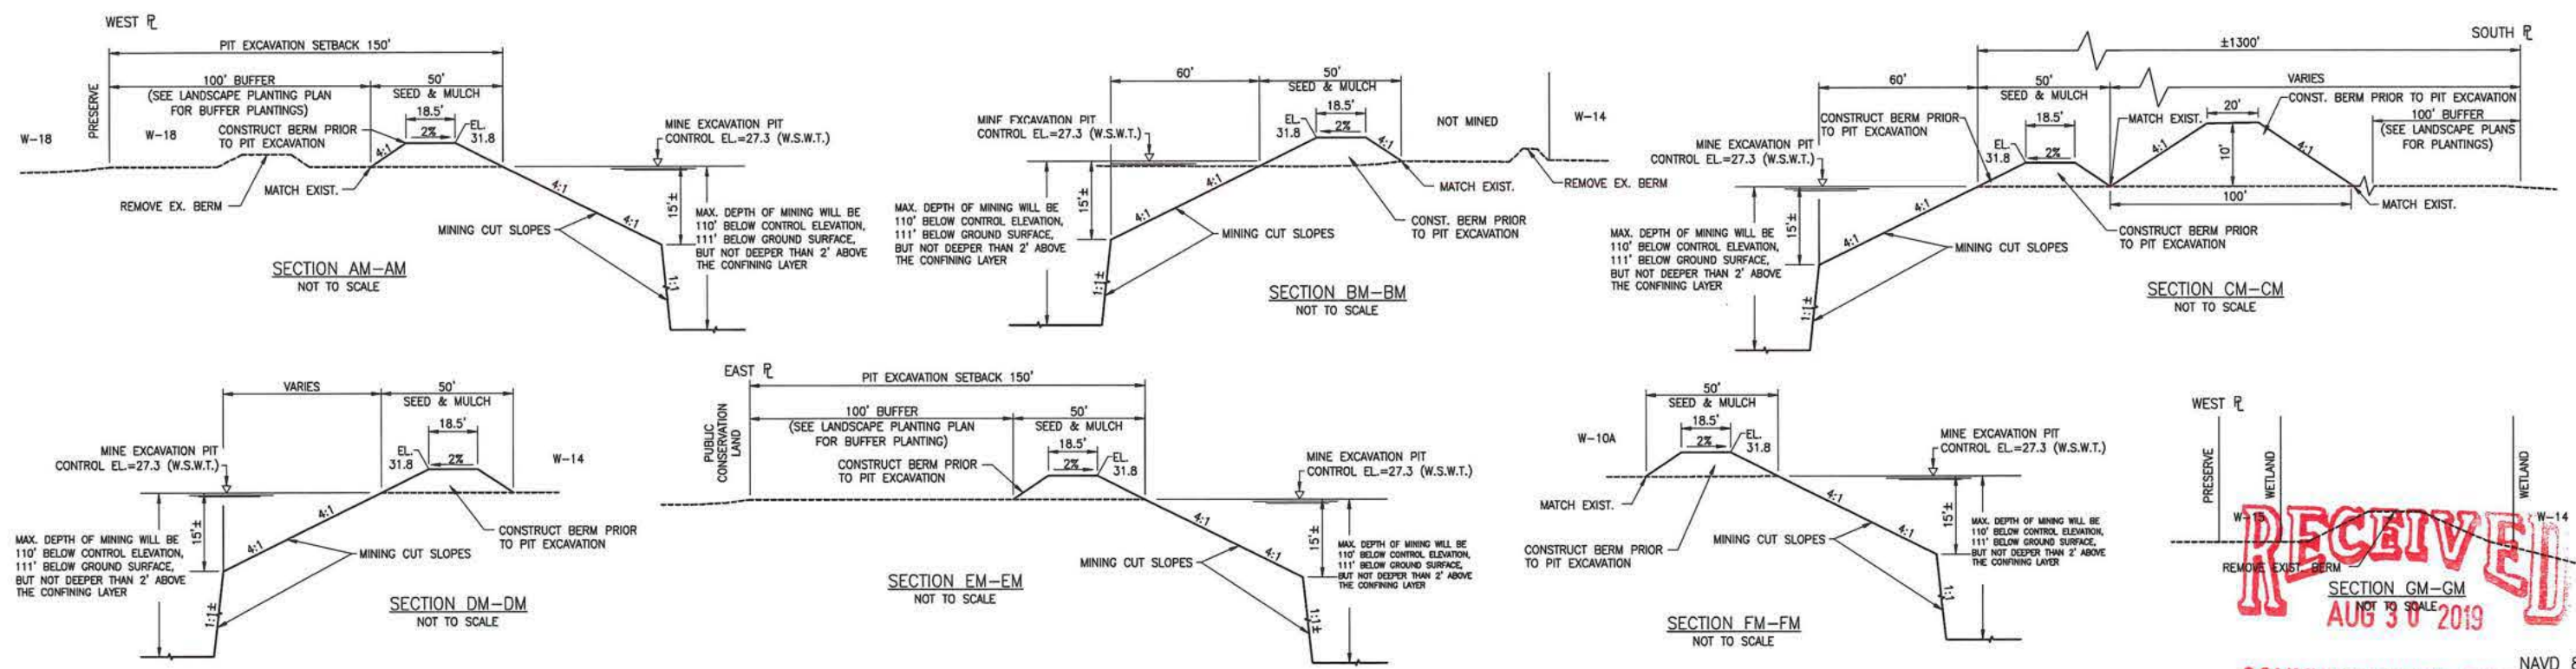 WEST ℄
PIT EXCAVATION SETBACK 150'
100' BUFFER
(SEE LANDSCAPE PLANTING PLAN
FOR BUFFER PLANTINGS)
50'
SEED & MULCH
18.5'
2%
EL.
31.8
PRESERVE
W-18
W-18
CONSTRUCT BERM PRIOR
TO PIT EXCAVATION
4:1
MATCH EXIST.
REMOVE EX. BERM
MINE EXCAVATION PIT
CONTROL EL.=27.3 (W.S.W.T.)
4:1
4:1
15'±
MINING CUT SLOPES
1:1
MAX. DEPTH OF MINING WILL BE
110' BELOW CONTROL ELEVATION,
111' BELOW GROUND SURFACE,
BUT NOT DEEPER THAN 2' ABOVE
THE CONFINING LAYER
SECTION AM-AM
NOT TO SCALE
60'
50'
SEED & MULCH
18.5'
EL.
31.8
2%
4:1
MINE EXCAVATION PIT
CONTROL EL.=27.3 (W.S.W.T.)
NOT MINED
W-14
MATCH EXIST.
REMOVE EX. BERM
4:1
4:1
15'±
MAX. DEPTH OF MINING WILL BE
110' BELOW CONTROL ELEVATION,
111' BELOW GROUND SURFACE,
BUT NOT DEEPER THAN 2' ABOVE
THE CONFINING LAYER
CONST. BERM PRIOR
TO PIT EXCAVATION
MINING CUT SLOPES
1:1±
SECTION BM-BM
NOT TO SCALE
SOUTH ℄
±1300'
60'
50'
SEED & MULCH
VARIES
18.5'
20'
CONST. BERM PRIOR TO PIT EXCAVATION
CONSTRUCT BERM PRIOR
TO PIT EXCAVATION
MATCH EXIST.
100' BUFFER
(SEE LANDSCAPE PLANS
FOR PLANTINGS)
MINE EXCAVATION PIT
CONTROL EL.=27.3 (W.S.W.T.)
EL.
31.8
2%
4:1
10'
4:1
100'
MATCH EXIST.
4:1
4:1
15'±
CONSTRUCT BERM PRIOR
TO PIT EXCAVATION
MINING CUT SLOPES
MAX. DEPTH OF MINING WILL BE
110' BELOW CONTROL ELEVATION,
111' BELOW GROUND SURFACE,
BUT NOT DEEPER THAN 2' ABOVE
THE CONFINING LAYER
1:1±
SECTION CM-CM
NOT TO SCALE
VARIES
50'
SEED & MULCH
18.5'
EL.
31.8
2%
MINE EXCAVATION PIT
CONTROL EL.=27.3 (W.S.W.T.)
W-14
4:1
4:1
15'±
CONSTRUCT BERM PRIOR
TO PIT EXCAVATION
MINING CUT SLOPES
MAX. DEPTH OF MINING WILL BE
110' BELOW CONTROL ELEVATION,
111' BELOW GROUND SURFACE,
BUT NOT DEEPER THAN 2' ABOVE
THE CONFINING LAYER
1:1±
SECTION DM-DM
NOT TO SCALE
EAST ℄
PIT EXCAVATION SETBACK 150'
PUBLIC
CONSERVATION
LAND
100' BUFFER
(SEE LANDSCAPE PLANTING PLAN
FOR BUFFER PLANTING)
50'
SEED & MULCH
18.5'
2%
EL.
31.8
CONSTRUCT BERM PRIOR
TO PIT EXCAVATION
MINE EXCAVATION PIT
CONTROL EL.=27.3 (W.S.W.T.)
4:1
4:1
15'±
MINING CUT SLOPES
MAX. DEPTH OF MINING WILL BE
110' BELOW CONTROL ELEVATION,
111' BELOW GROUND SURFACE,
BUT NOT DEEPER THAN 2' ABOVE
THE CONFINING LAYER
1:1±
SECTION EM-EM
NOT TO SCALE
50'
SEED & MULCH
18.5'
2%
EL.
31.8
W-10A
MATCH EXIST.
CONSTRUCT BERM PRIOR
TO PIT EXCAVATION
MINE EXCAVATION PIT
CONTROL EL.=27.3 (W.S.W.T.)
4:1
4:1
15'±
MINING CUT SLOPES
MAX. DEPTH OF MINING WILL BE
110' BELOW CONTROL ELEVATION,
111' BELOW GROUND SURFACE,
BUT NOT DEEPER THAN 2' ABOVE
THE CONFINING LAYER
1:1
SECTION FM-FM
NOT TO SCALE
WEST ℄
PRESERVE
WETLAND
WETLAND
W-15
W-14
REMOVE EXIST. BERM
RECEIVED
SECTION GM-GM
NOT TO SCALE
AUG 30 2019